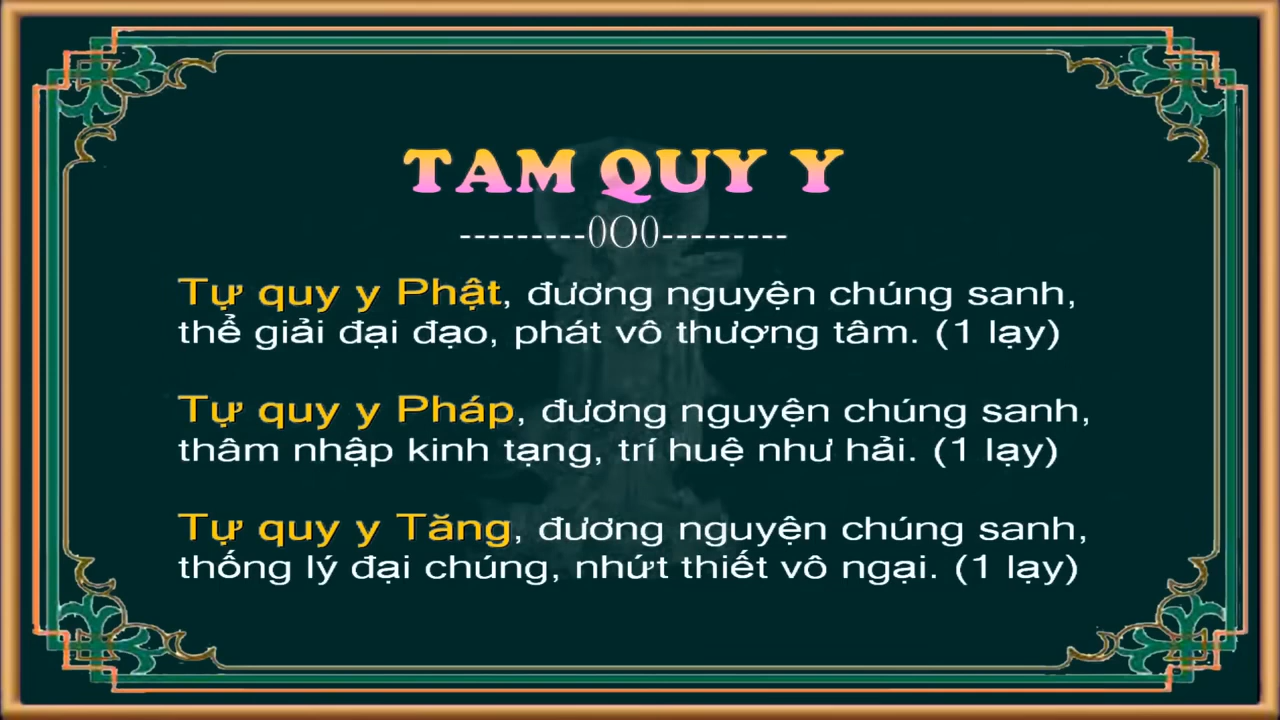 TAM QUY Y
---------0O0---------
Tự quy y Phật, đương nguyện chúng sanh,
thể giải đại đạo, phát vô thượng tâm. (1 lạy)
Tự quy y Pháp, đương nguyện chúng sanh,
thâm nhập kinh tạng, trí huệ như hải. (1 lạy)
Tự quy y Tăng, đương nguyện chúng sanh,
thống lý đại chúng, nhứt thiết vô ngại. (1 lạy)